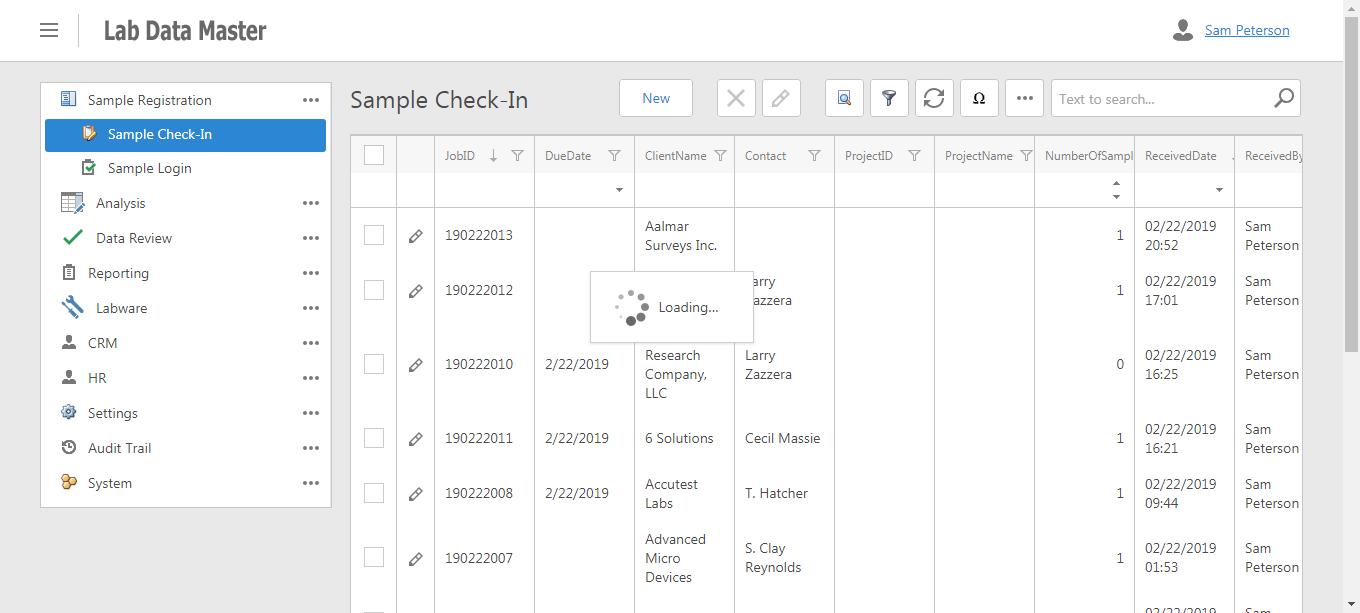 Lab Data Master
Sam Peterson
Sample Registration
Sample Check-In
Sample Login
Analysis
Data Review
Reporting
Labware
CRM
HR
Settings
Audit Trail
System
Sample Check-In
New
Ω
Text to search...
JobID ↓ DueDate ClientName Contact ProjectID ProjectName NumberOfSampl ReceivedDate ReceivedBy
190222013 Aalmar Surveys Inc. 1 02/22/2019 20:52 Sam Peterson
190222012 arry azzera 1 02/22/2019 17:01 Sam Peterson
Loading...
190222010 2/22/2019 Research Company, LLC Larry Zazzera 0 02/22/2019 16:25 Sam Peterson
190222011 2/22/2019 6 Solutions Cecil Massie 1 02/22/2019 16:21 Sam Peterson
190222008 2/22/2019 Accutest Labs T. Hatcher 1 02/22/2019 09:44 Sam Peterson
190222007 Advanced Micro Devices S. Clay Reynolds 1 02/22/2019 01:53 Sam Peterson